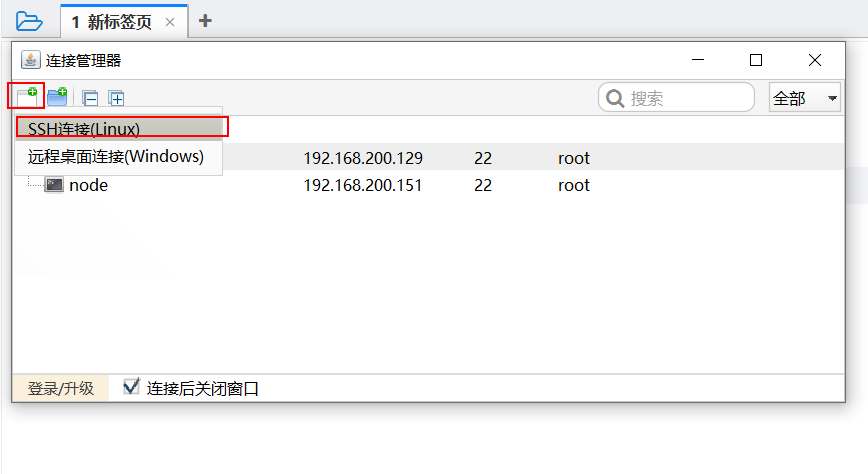 1 新标签页 × +
连接管理器
搜索 全部
SSH连接(Linux)
远程桌面连接(Windows) 192.168.200.129 22 root
node 192.168.200.151 22 root
登录/升级 连接后关闭窗口